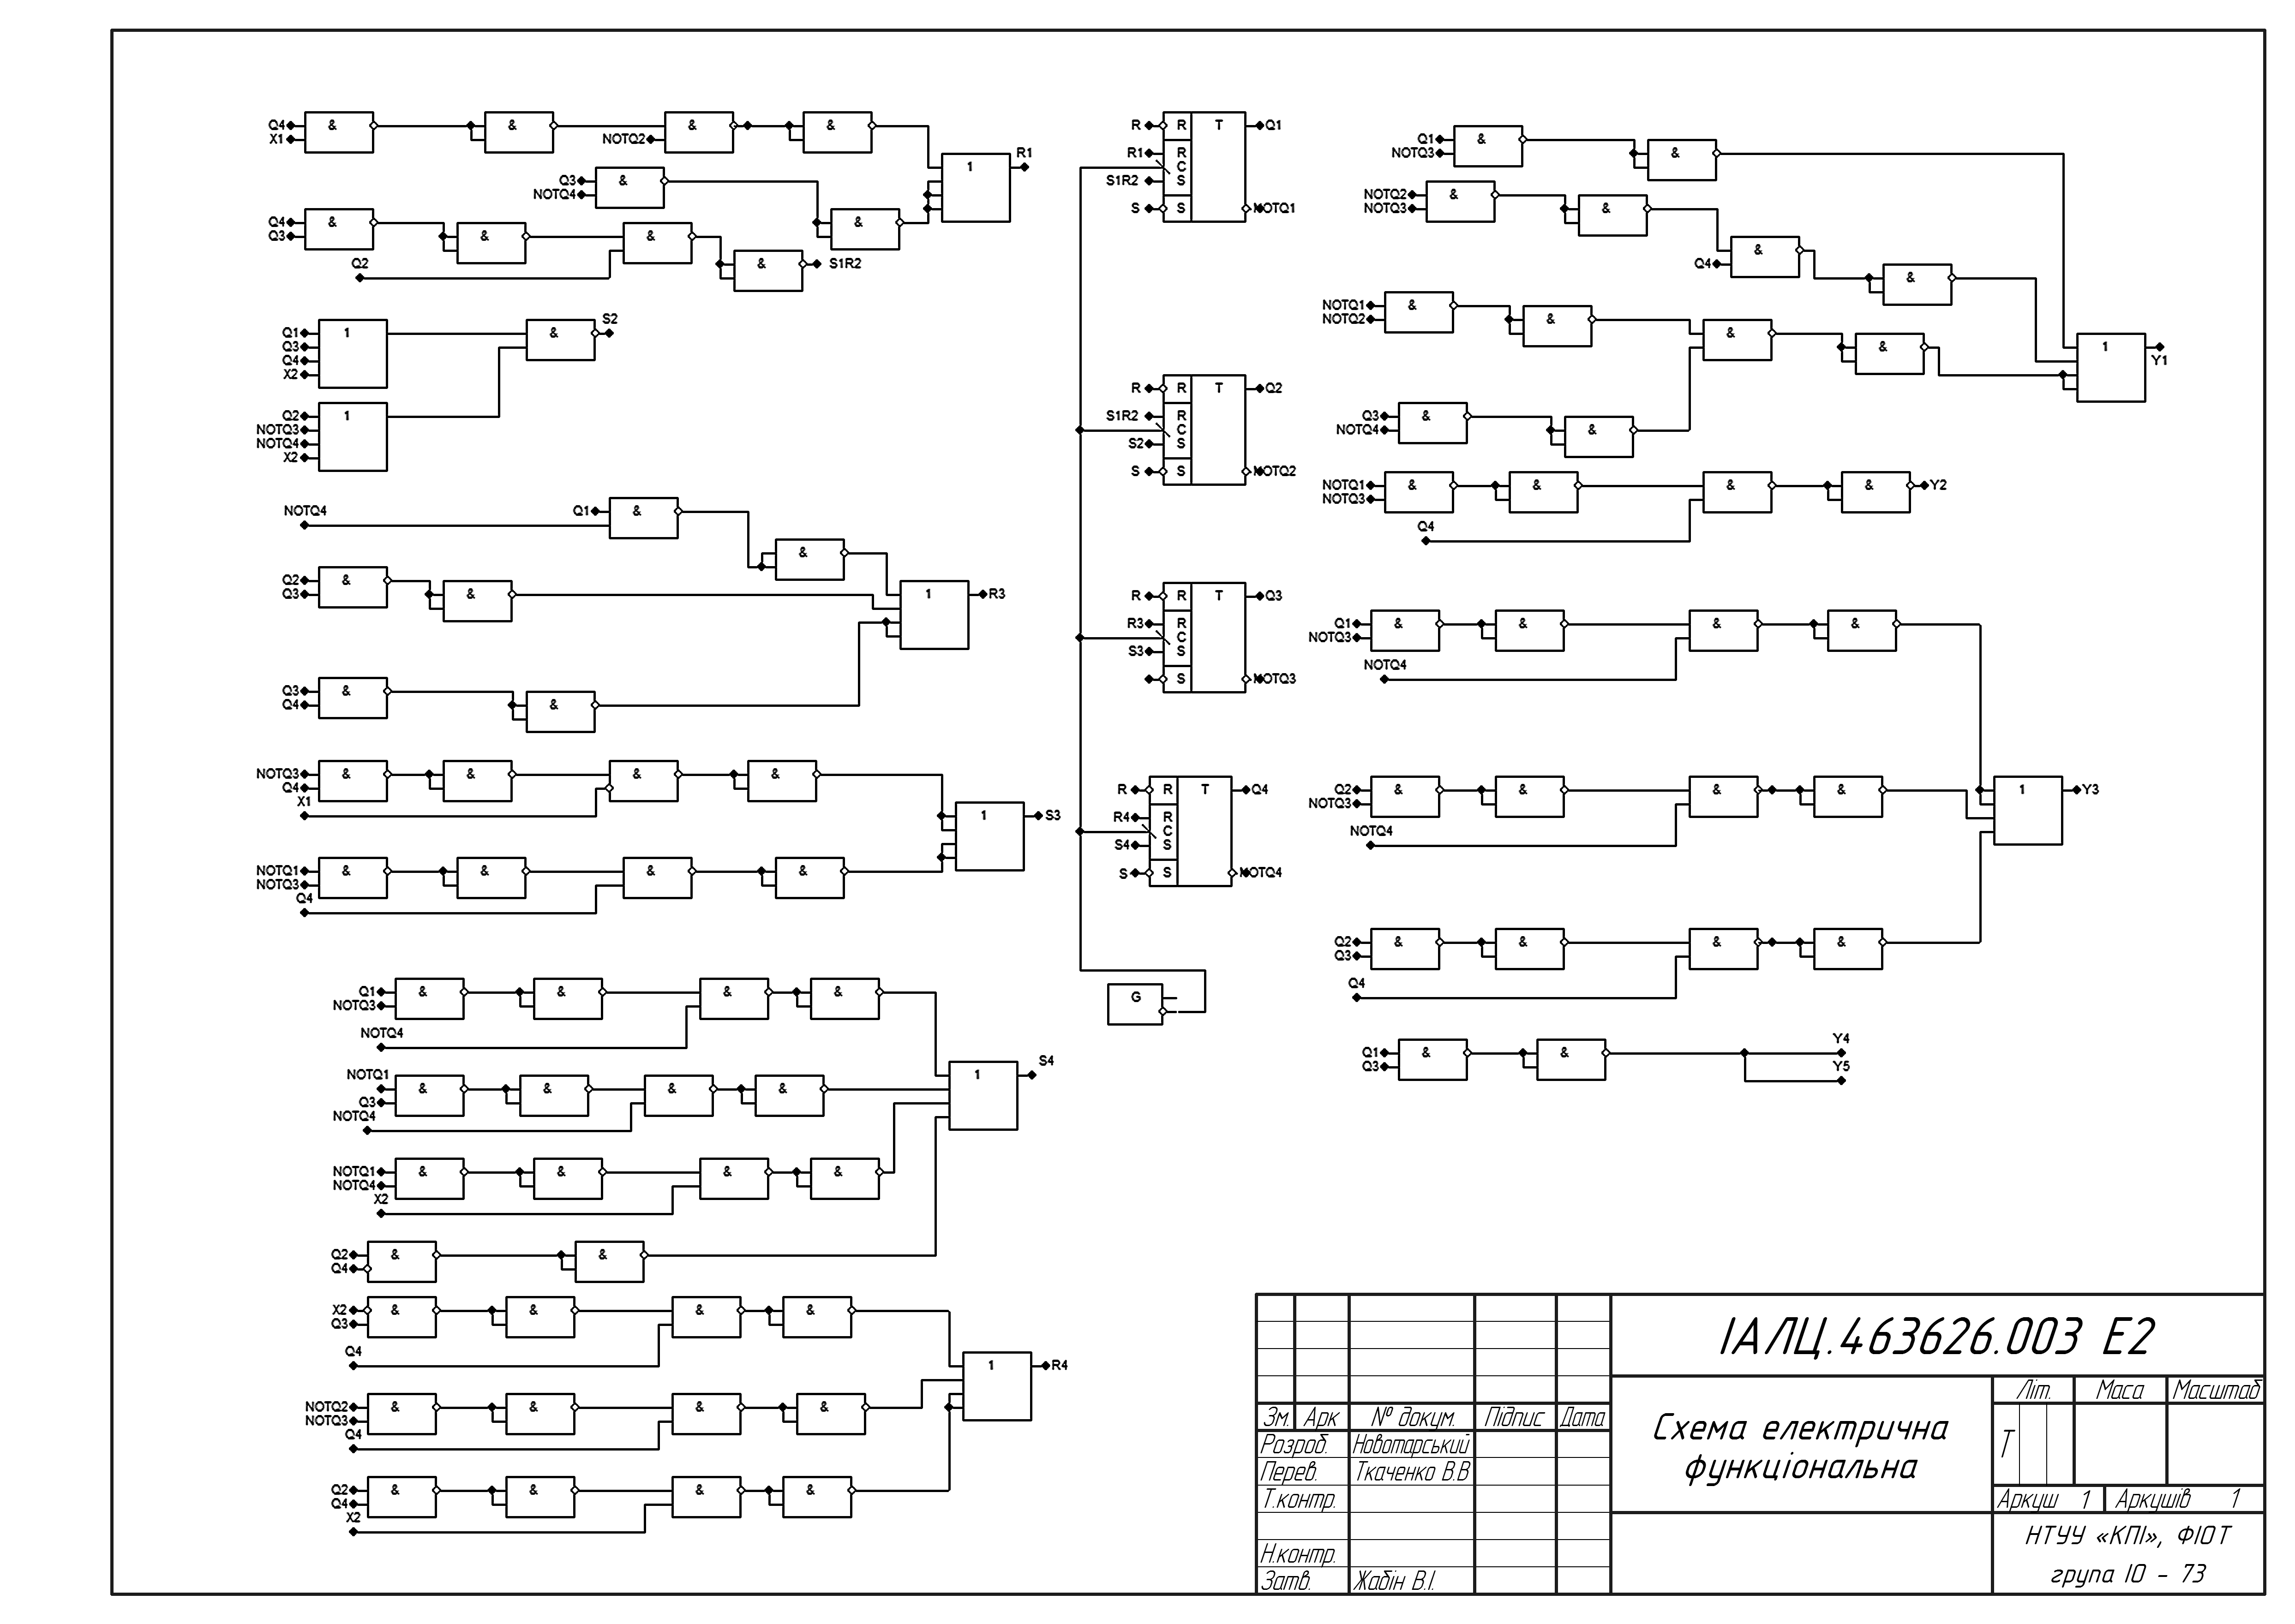 Q4 & & & &
X1 NOTQ2
R1
1
Q3 &
NOTQ4
Q4 & & & &
Q3
Q2 & S1R2
S2
Q1 1 &
Q3
Q4
X2
Q2 1
NOTQ3
NOTQ4
X2
NOTQ4 Q1 &
&
Q2 & & 1 R3
Q3
Q3 & &
Q4
NOTQ3 & & & &
Q4
X1 1 S3
NOTQ1 & & & &
NOTQ3
Q4
Q1 & & & &
NOTQ3
NOTQ4
S4
1
NOTQ1 & & & &
Q3
NOTQ4
NOTQ1 & & & &
NOTQ4
X2
Q2 & &
Q4
X2 & & & &
Q3
Q4
1 R4
NOTQ2 & & & &
NOTQ3
Q4
Q2 & & & &
Q4
X2
R R T Q1
R1 R
C
S1R2 S
S S NOTQ1
R R T Q2
S1R2 R
C
S2 S
S S NOTQ2
R R T Q3
R3 R
C
S3 S
S NOTQ3
R R T Q4
R4 R
C
S4 S
S S NOTQ4
G
Q1 & &
NOTQ3
NOTQ2 & &
NOTQ3
& &
Q4
NOTQ1 & & & &
NOTQ2
1
Y1
Q3 & &
NOTQ4
NOTQ1 & & & & Y2
NOTQ3
Q4
Q1 & & & &
NOTQ3
NOTQ4
Q2 & & & & 1 Y3
NOTQ3
NOTQ4
Q2 & & & &
Q3
Q4
Q1 & & Y4
Q3 Y5
ІАЛЦ.463626.003 Е2
Схема електрична
функціональна
Літ. Маса Масштаб
Т
Аркуш 1 Аркушів 1
НТУУ «КПІ», ФІОТ
група ІО - 73
Зм. Арк № докум. Підпис Дата
Розроб. Новотарський
Перев. Ткаченко В.В
Т.контр.
Н.контр.
Затв. Жабін В.І.